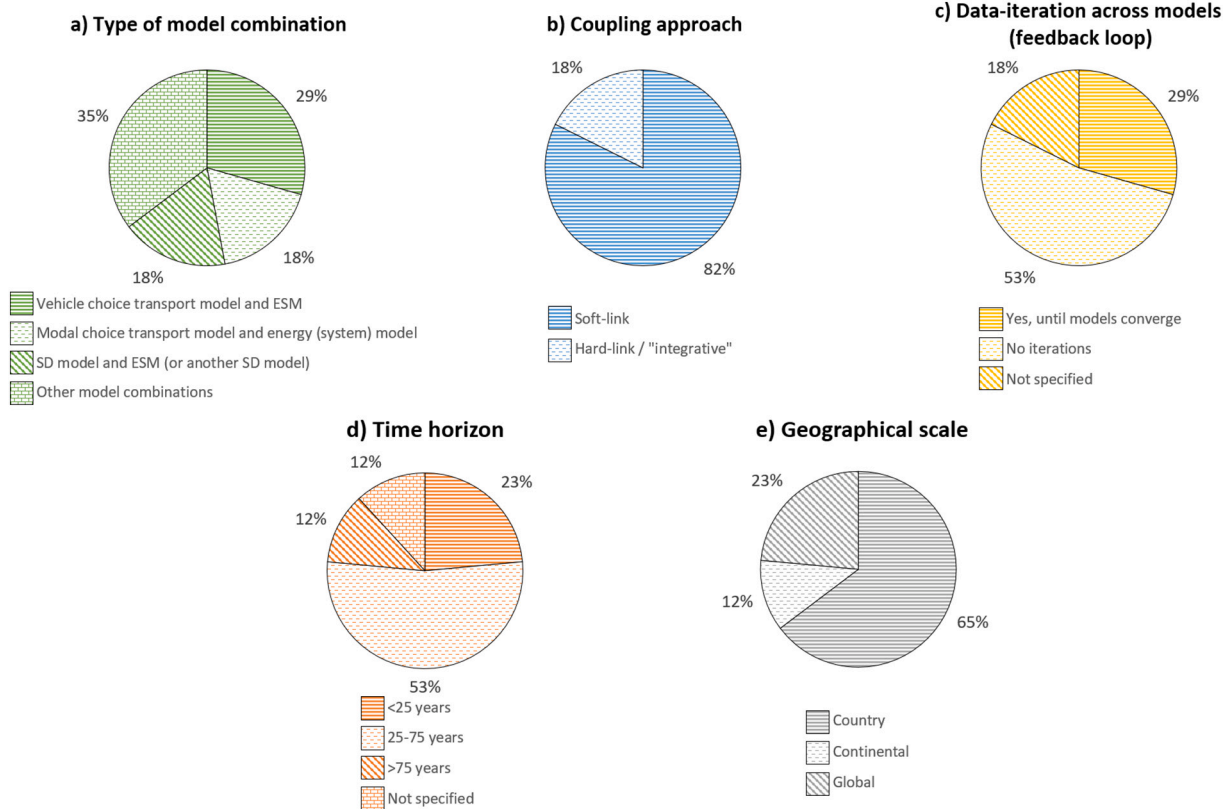 a) Type of model combination
35%
29%
18%
18%
Vehicle choice transport model and ESM
Modal choice transport model and energy (system) model
SD model and ESM (or another SD model)
Other model combinations
b) Coupling approach
18%
82%
Soft-link
Hard-link / "integrative"
c) Data-iteration across models
(feedback loop)
18%
29%
53%
Yes, until models converge
No iterations
Not specified
d) Time horizon
12%
23%
12%
53%
<25 years
25-75 years
>75 years
Not specified
e) Geographical scale
23%
12%
65%
Country
Continental
Global